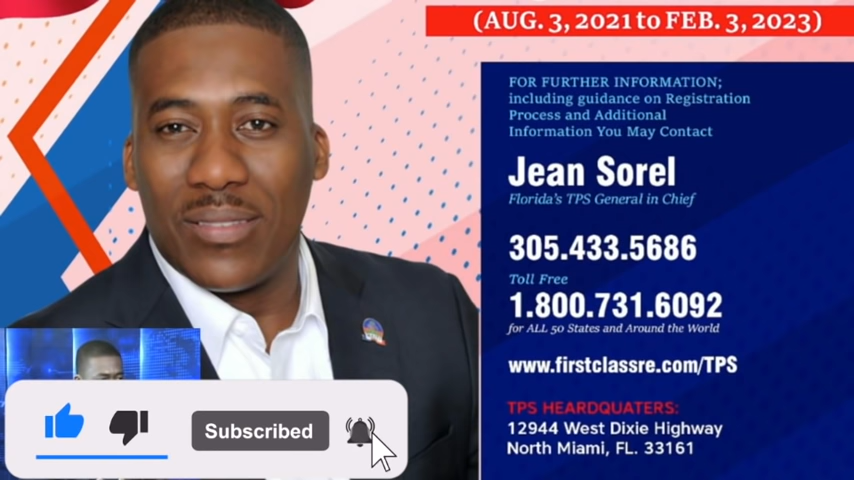 (AUG. 3, 2021 to FEB. 3, 2023)
FOR FURTHER INFORMATION;
including guidance on Registration
Process and Additional
Information You May Contact
Jean Sorel
Florida's TPS General in Chief
305.433.5686
Toll Free
1.800.731.6092
for ALL 50 States and Around the World
www.firstclassre.com/TPS
TPS HEARDQUATERS:
12944 West Dixie Highway
North Miami, FL. 33161
Subscribed